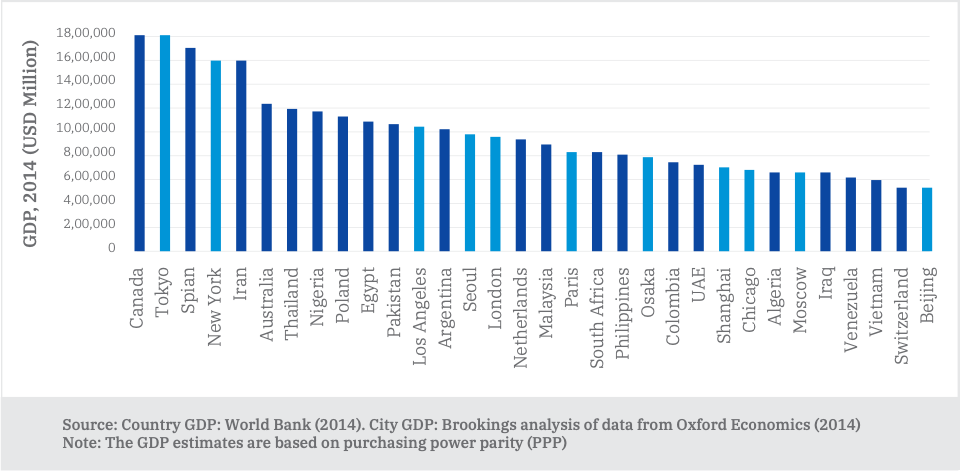 GDP, 2014 (USD Million)
18,00,000
16,00,000
14,00,000
12,00,000
10,00,000
8,00,000
6,00,000
4,00,000
2,00,000
0
Canada
Tokyo
Spian
New York
Iran
Australia
Thailand
Nigeria
Poland
Egypt
Pakistan
Los Angeles
Argentina
Seoul
London
Netherlands
Malaysia
Paris
South Africa
Philippines
Osaka
Colombia
UAE
Shanghai
Chicago
Algeria
Moscow
Iraq
Venezuela
Vietnam
Switzerland
Beijing
Source: Country GDP: World Bank (2014). City GDP: Brookings analysis of data from Oxford Economics (2014)
Note: The GDP estimates are based on purchasing power parity (PPP)